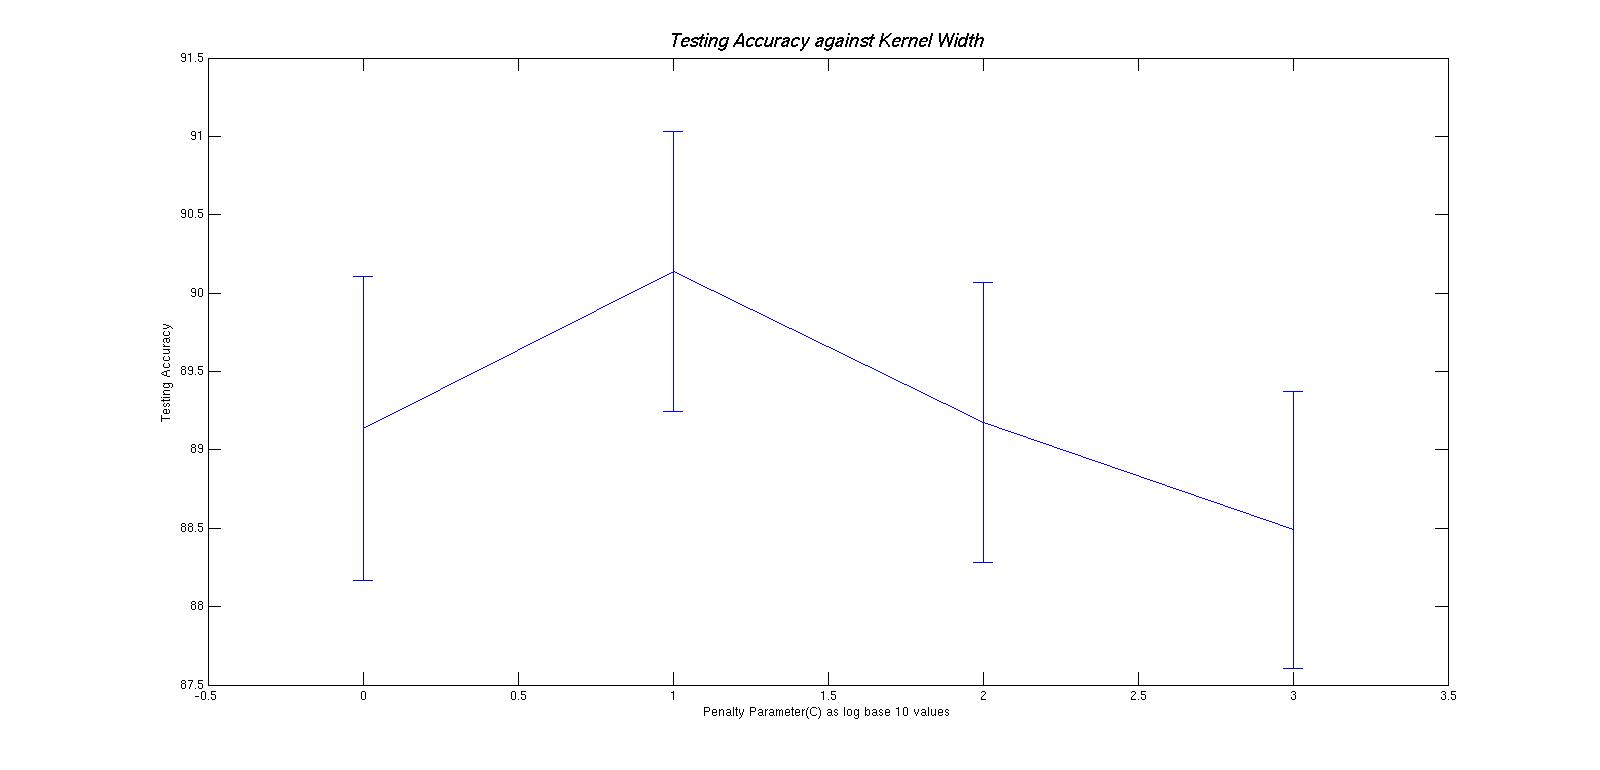 Testing Accuracy against Kernel Width
91.5
91
90.5
90
89.5
89
88.5
88
87.5
Testing Accuracy
-0.5 0 0.5 1 1.5 2 2.5 3 3.5
Penalty Parameter(C) as log base 10 values